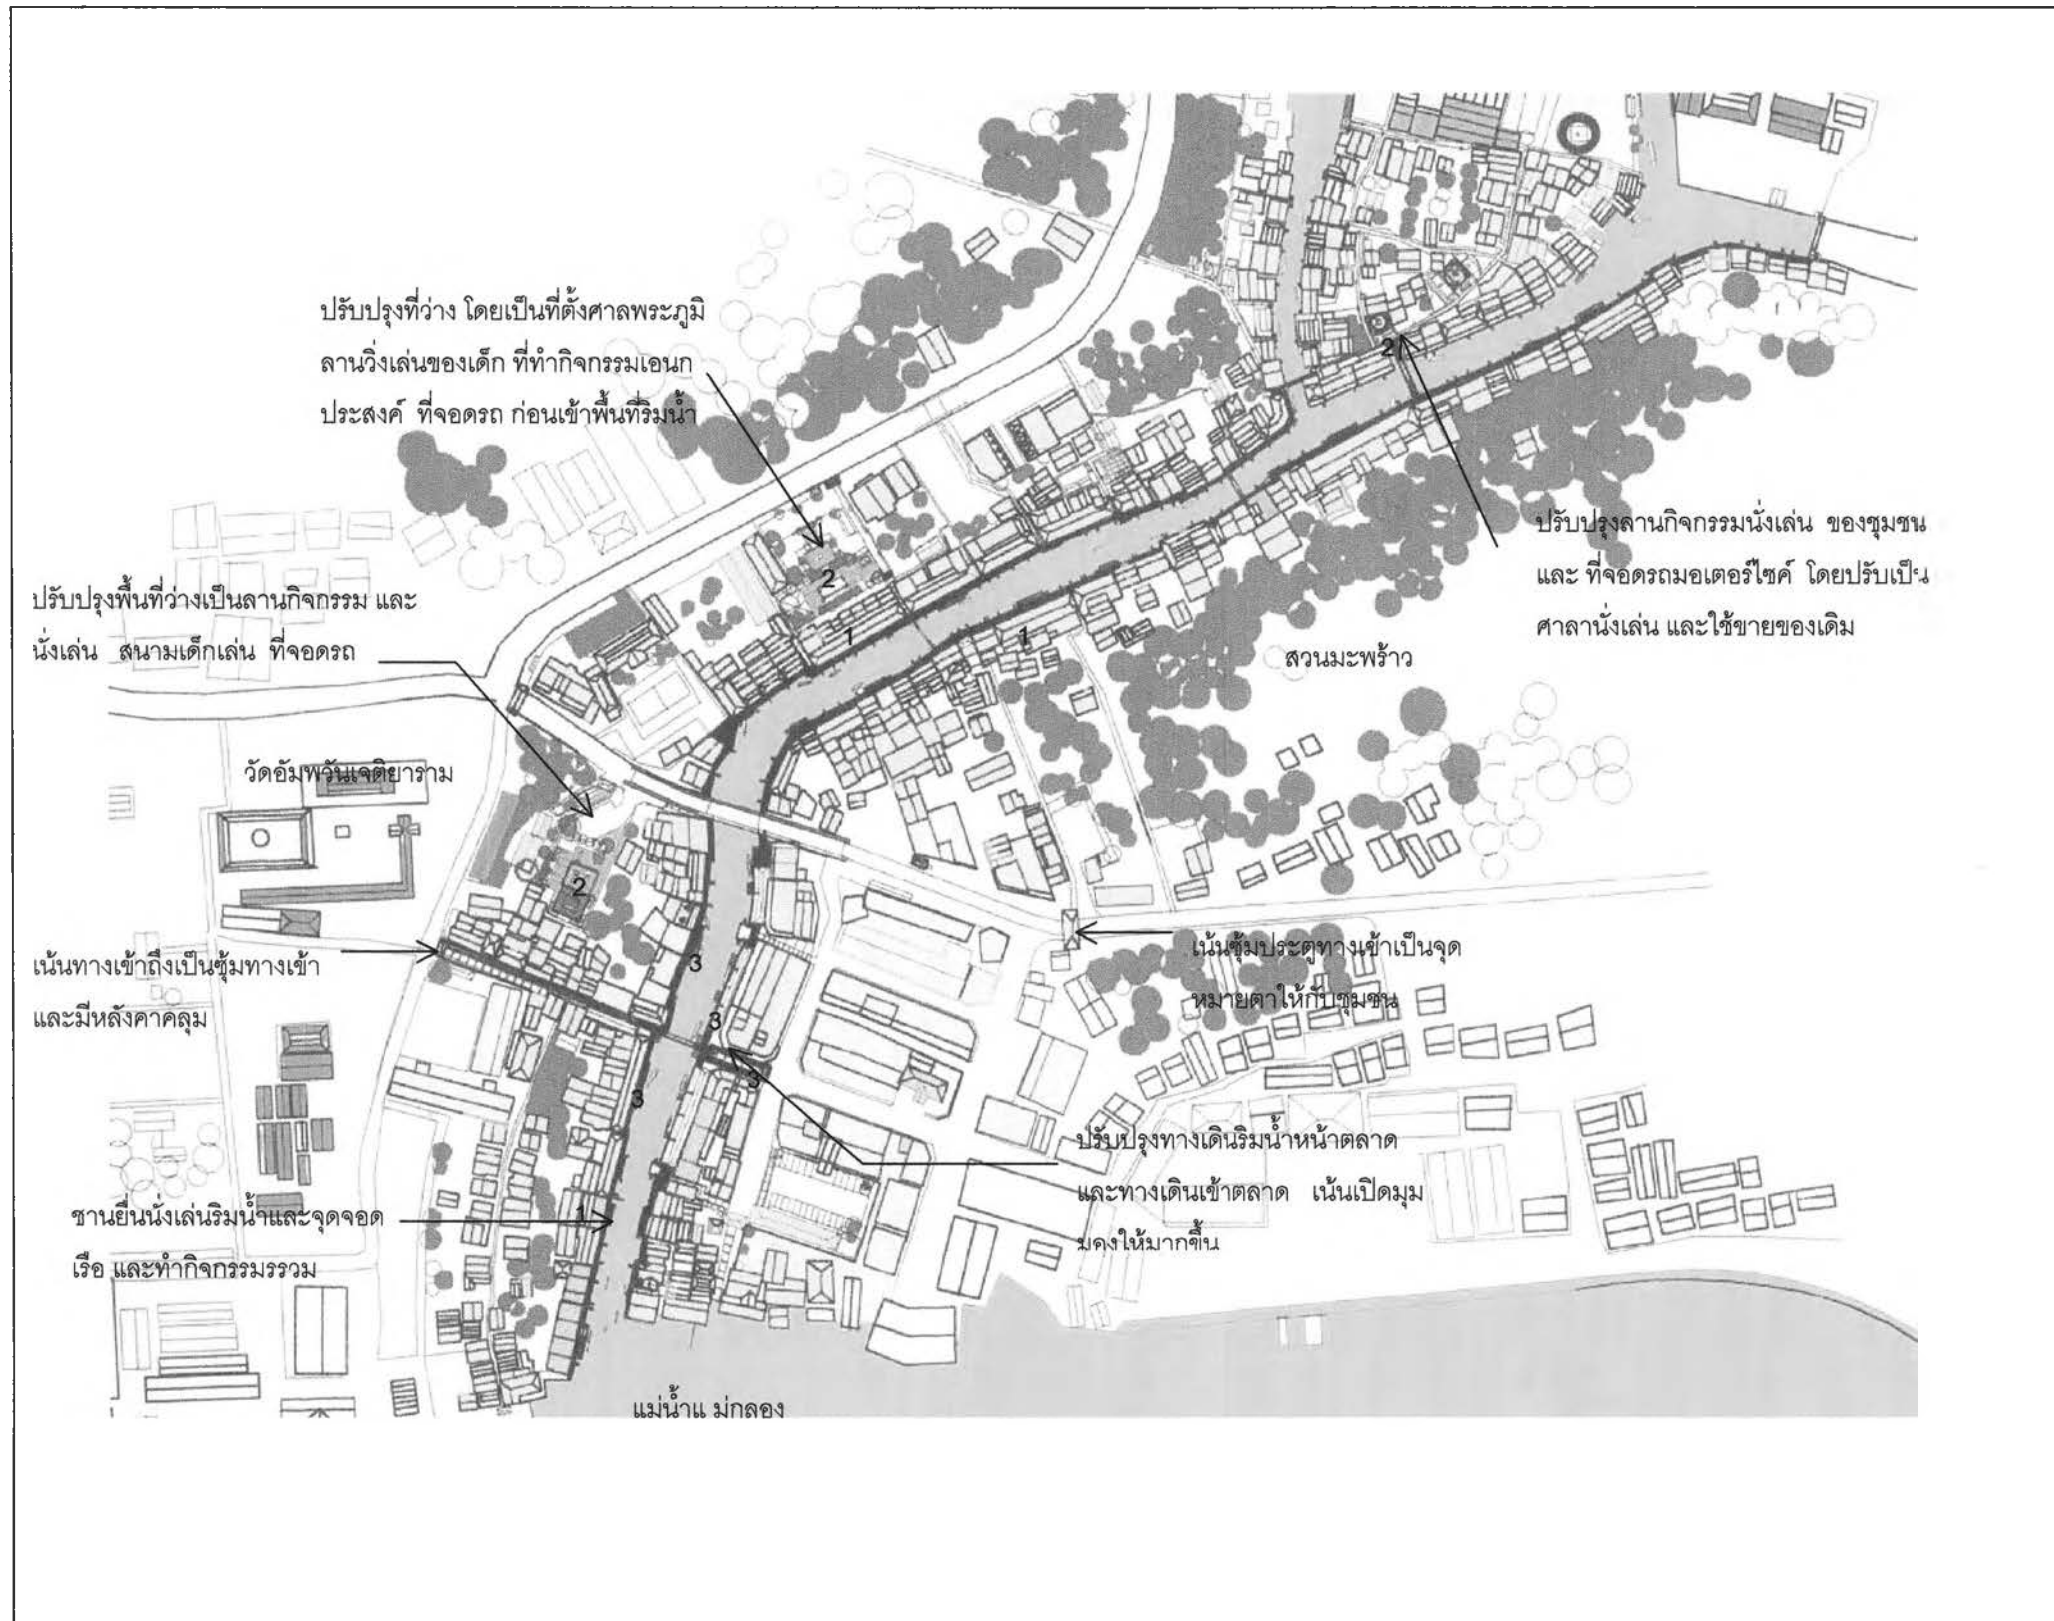 ปรับปรุงที่ว่าง โดยเป็นที่ตั้งศาลพระภูมิ
ลานวิ่งเล่นของเด็ก ที่ทำกิจกรรมเอนก
ประสงค์ ที่จอดรถ ก่อนเข้าพื้นที่ริมน้ำ
2
ปรับปรุงลานกิจกรรมนั่งเล่น ของชุมชน
และ ที่จอดรถมอเตอร์ไซค์ โดยปรับเป็น
ศาลานั่งเล่น และใช้ขายของเดิม
2
1
1
สวนมะพร้าว
ปรับปรุงพื้นที่ว่างเป็นลานกิจกรรม และ
นั่งเล่น สนามเด็กเล่น ที่จอดรถ
วัดอัมพวันเจติยาราม
2
เน้นทางเข้าถึงเป็นซุ้มทางเข้า
และมีหลังคาคลุม
3
3
3
3
เน้นซุ้มประตูทางเข้าเป็นจุด
หมายตาให้กับชุมชน
ปรับปรุงทางเดินริมน้ำหน้าตลาด
และทางเดินเข้าตลาด เน้นเปิดมุม
มองให้มากขึ้น
ชานยื่นนั่งเล่นริมน้ำและจุดจอด
เรือ และทำกิจกรรมรรวม
1
แม่น้ำแ ม่กลอง